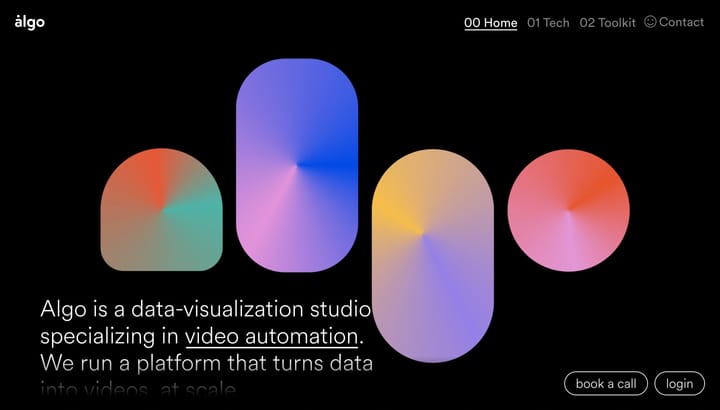 ȧlgo
00 Home 01 Tech 02 Toolkit Contact
Algo is a data-visualization studio
specializing in video automation.
We run a platform that turns data
into videos, at scale
book a call login